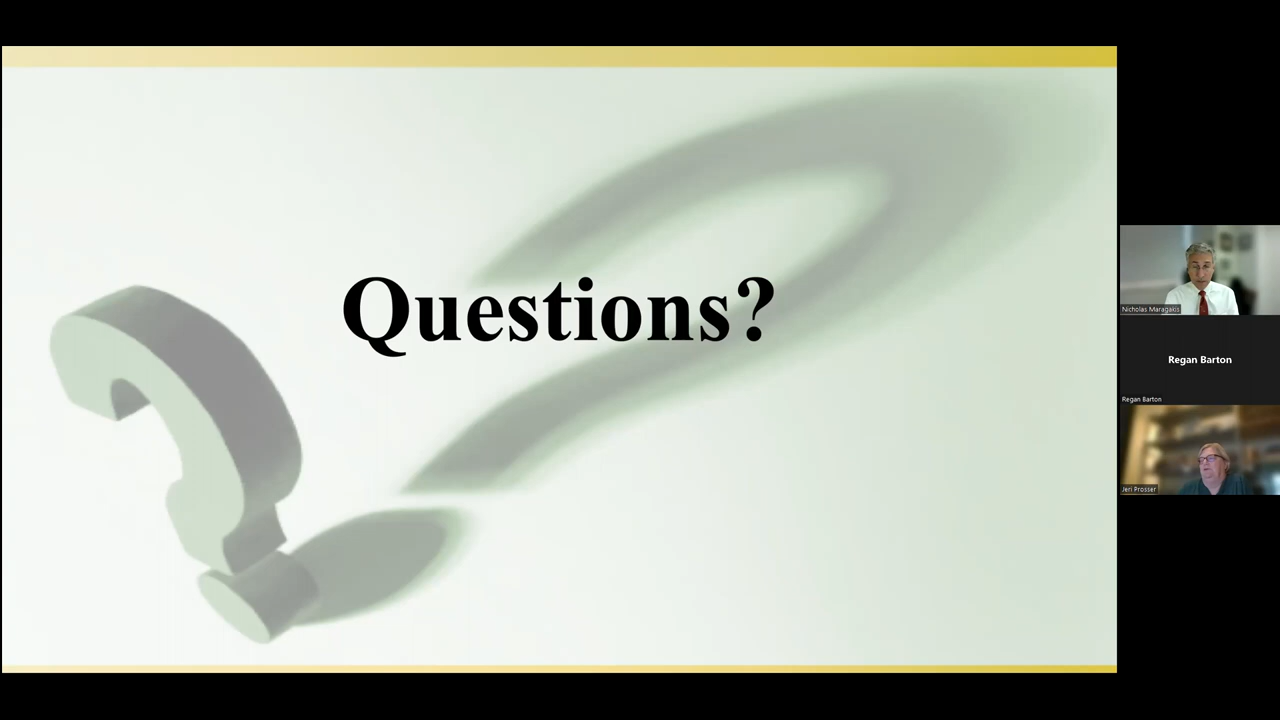 Questions?
Nicholas Maragakis
Regan Barton
Regan Barton
Jeri Prosser